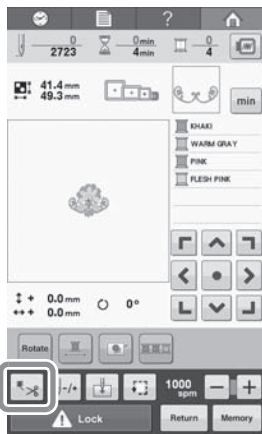 ?
0
2723
0 min
4 min
0
4
41.4 mm
49.3 mm
min
KHAKI
WARM GRAY
PINK
FLESH PINK
+ 0.0 mm
+ 0.0 mm
0°
Rotate
-/+
1000
spm
− +
Lock
Return
Memory